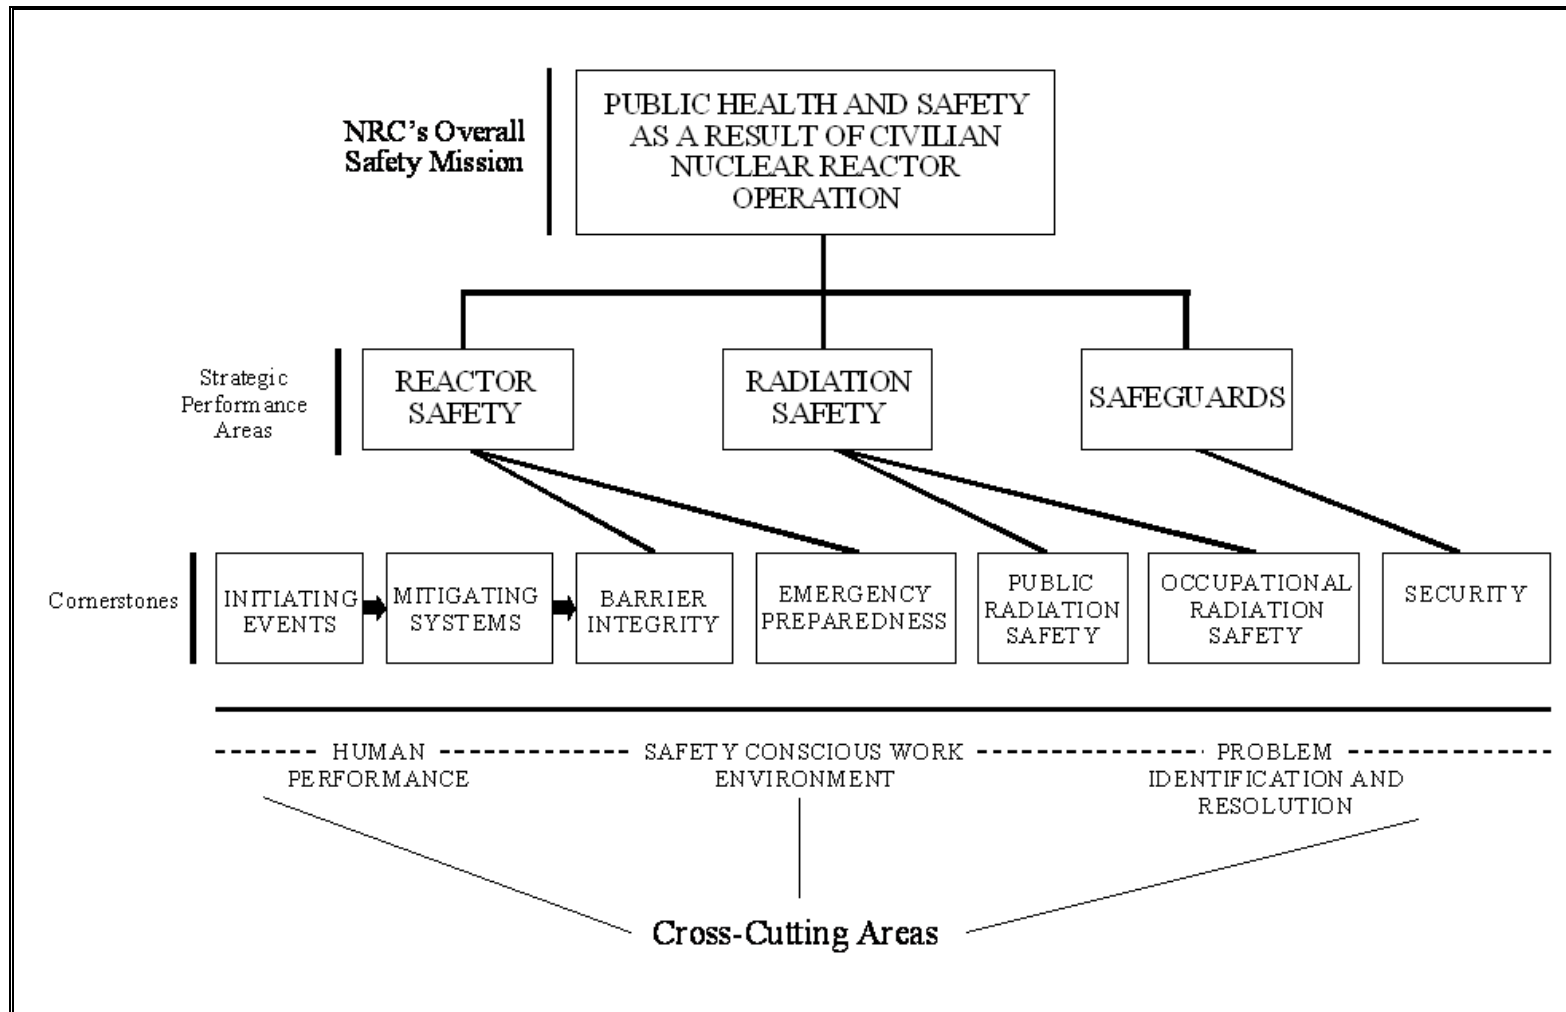 NRC's Overall
Safety Mission
PUBLIC HEALTH AND SAFETY
AS A RESULT OF CIVILIAN
NUCLEAR REACTOR
OPERATION
Strategic
Performance
Areas
REACTOR
SAFETY
RADIATION
SAFETY
SAFEGUARDS
Cornerstones
INITIATING
EVENTS
MITIGATING
SYSTEMS
BARRIER
INTEGRITY
EMERGENCY
PREPAREDNESS
PUBLIC
RADIATION
SAFETY
OCCUPATIONAL
RADIATION
SAFETY
SECURITY
HUMAN
PERFORMANCE
SAFETY CONSCIOUS WORK
ENVIRONMENT
PROBLEM
IDENTIFICATION AND
RESOLUTION
Cross-Cutting Areas